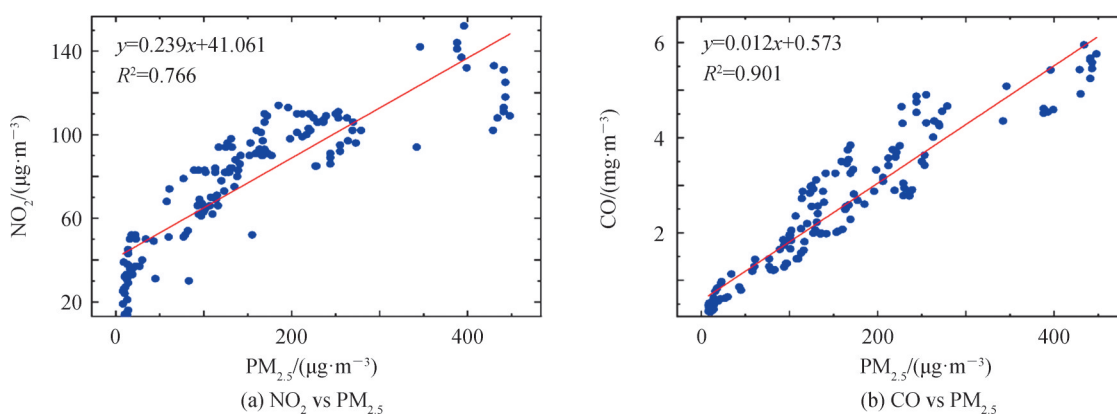 y=0.239x+41.061
R²=0.766
140
100
60
20
NO₂/(μg·m⁻³)
0
200
400
PM₂.₅/(μg·m⁻³)
(a) NO₂ vs PM₂.₅
y=0.012x+0.573
R²=0.901
6
4
2
CO/(mg·m⁻³)
0
200
400
PM₂.₅/(μg·m⁻³)
(b) CO vs PM₂.₅